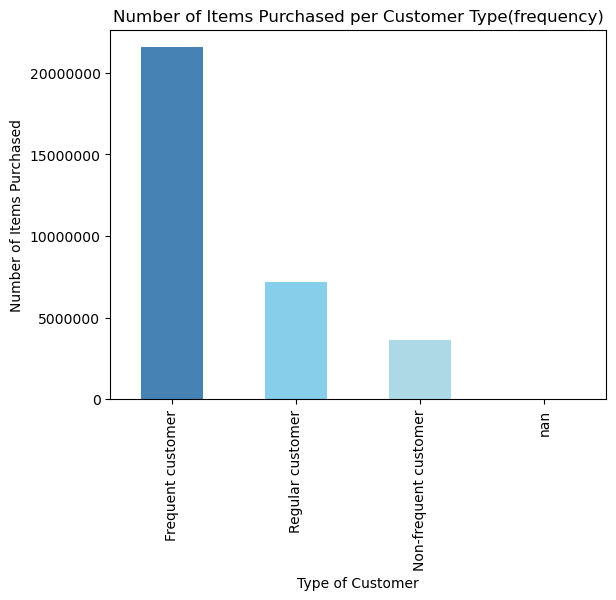 Number of Items Purchased per Customer Type(frequency)
Number of Items Purchased
20000000
15000000
10000000
5000000
0
Frequent customer
Regular customer
Non-frequent customer
nan
Type of Customer